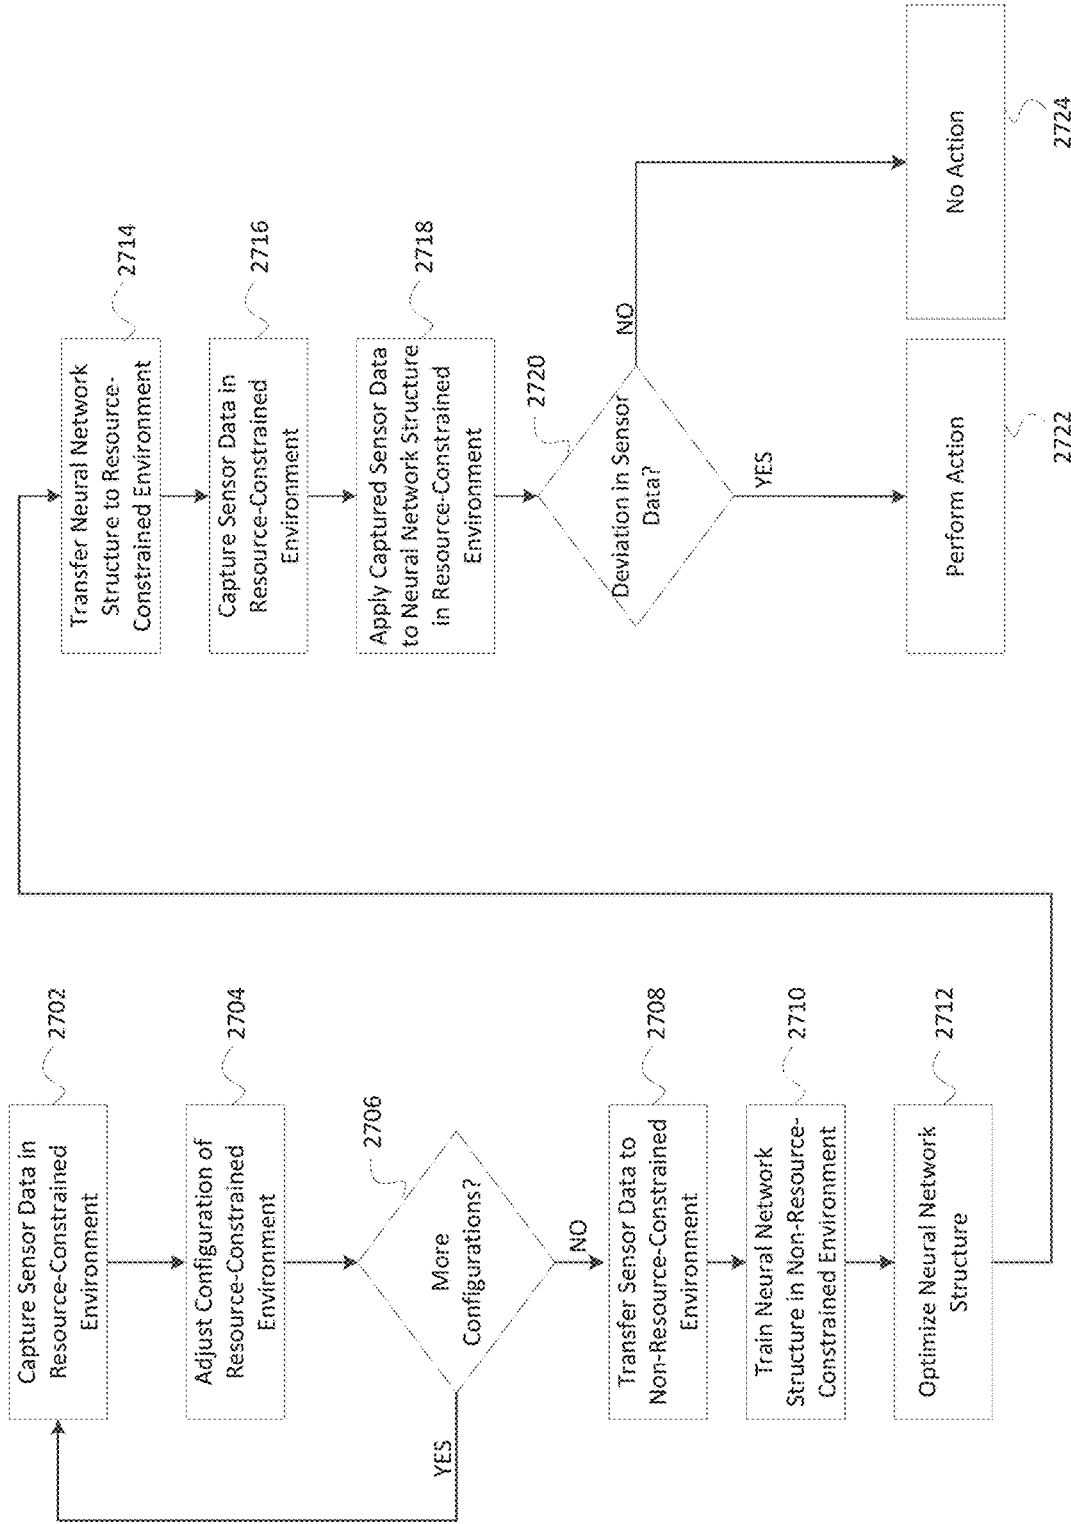 Capture Sensor Data in
Resource-Constrained
Environment
2702
Adjust Configuration of
Resource-Constrained
Environment
2704
More
Configurations?
2706
YES
NO
Transfer Sensor Data to
Non-Resource-Constrained
Environment
2708
Train Neural Network
Structure in Non-Resource-
Constrained Environment
2710
Optimize Neural Network
Structure
2712
Transfer Neural Network
Structure to Resource-
Constrained Environment
2714
Capture Sensor Data in
Resource-Constrained
Environment
2716
Apply Captured Sensor Data
to Neural Network Structure
in Resource-Constrained
Environment
2718
Deviation in Sensor
Data?
2720
NO
YES
Perform Action
2722
No Action
2724